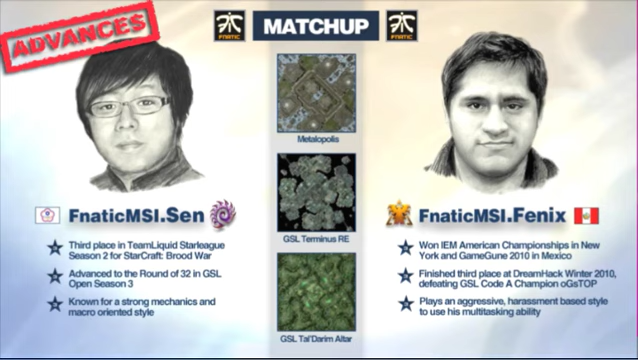 ADVANCES
FNATIC
MATCHUP
FNATIC
Metalopolis
GSL Terminus RE
GSL Tal'Darim Altar
FnaticMSI.Sen
Third place in TeamLiquid Starleague
Season 2 for StarCraft: Brood War
Advanced to the Round of 32 in GSL
Open Season 3
Known for a strong mechanics and
macro oriented style
FnaticMSI.Fenix
Won IEM American Championships in New
York and GameGune 2010 in Mexico
Finished third place at DreamHack Winter 2010,
defeating GSL Code A Champion oGsTOP
Plays an aggressive, harassment based style
to use his multitasking ability